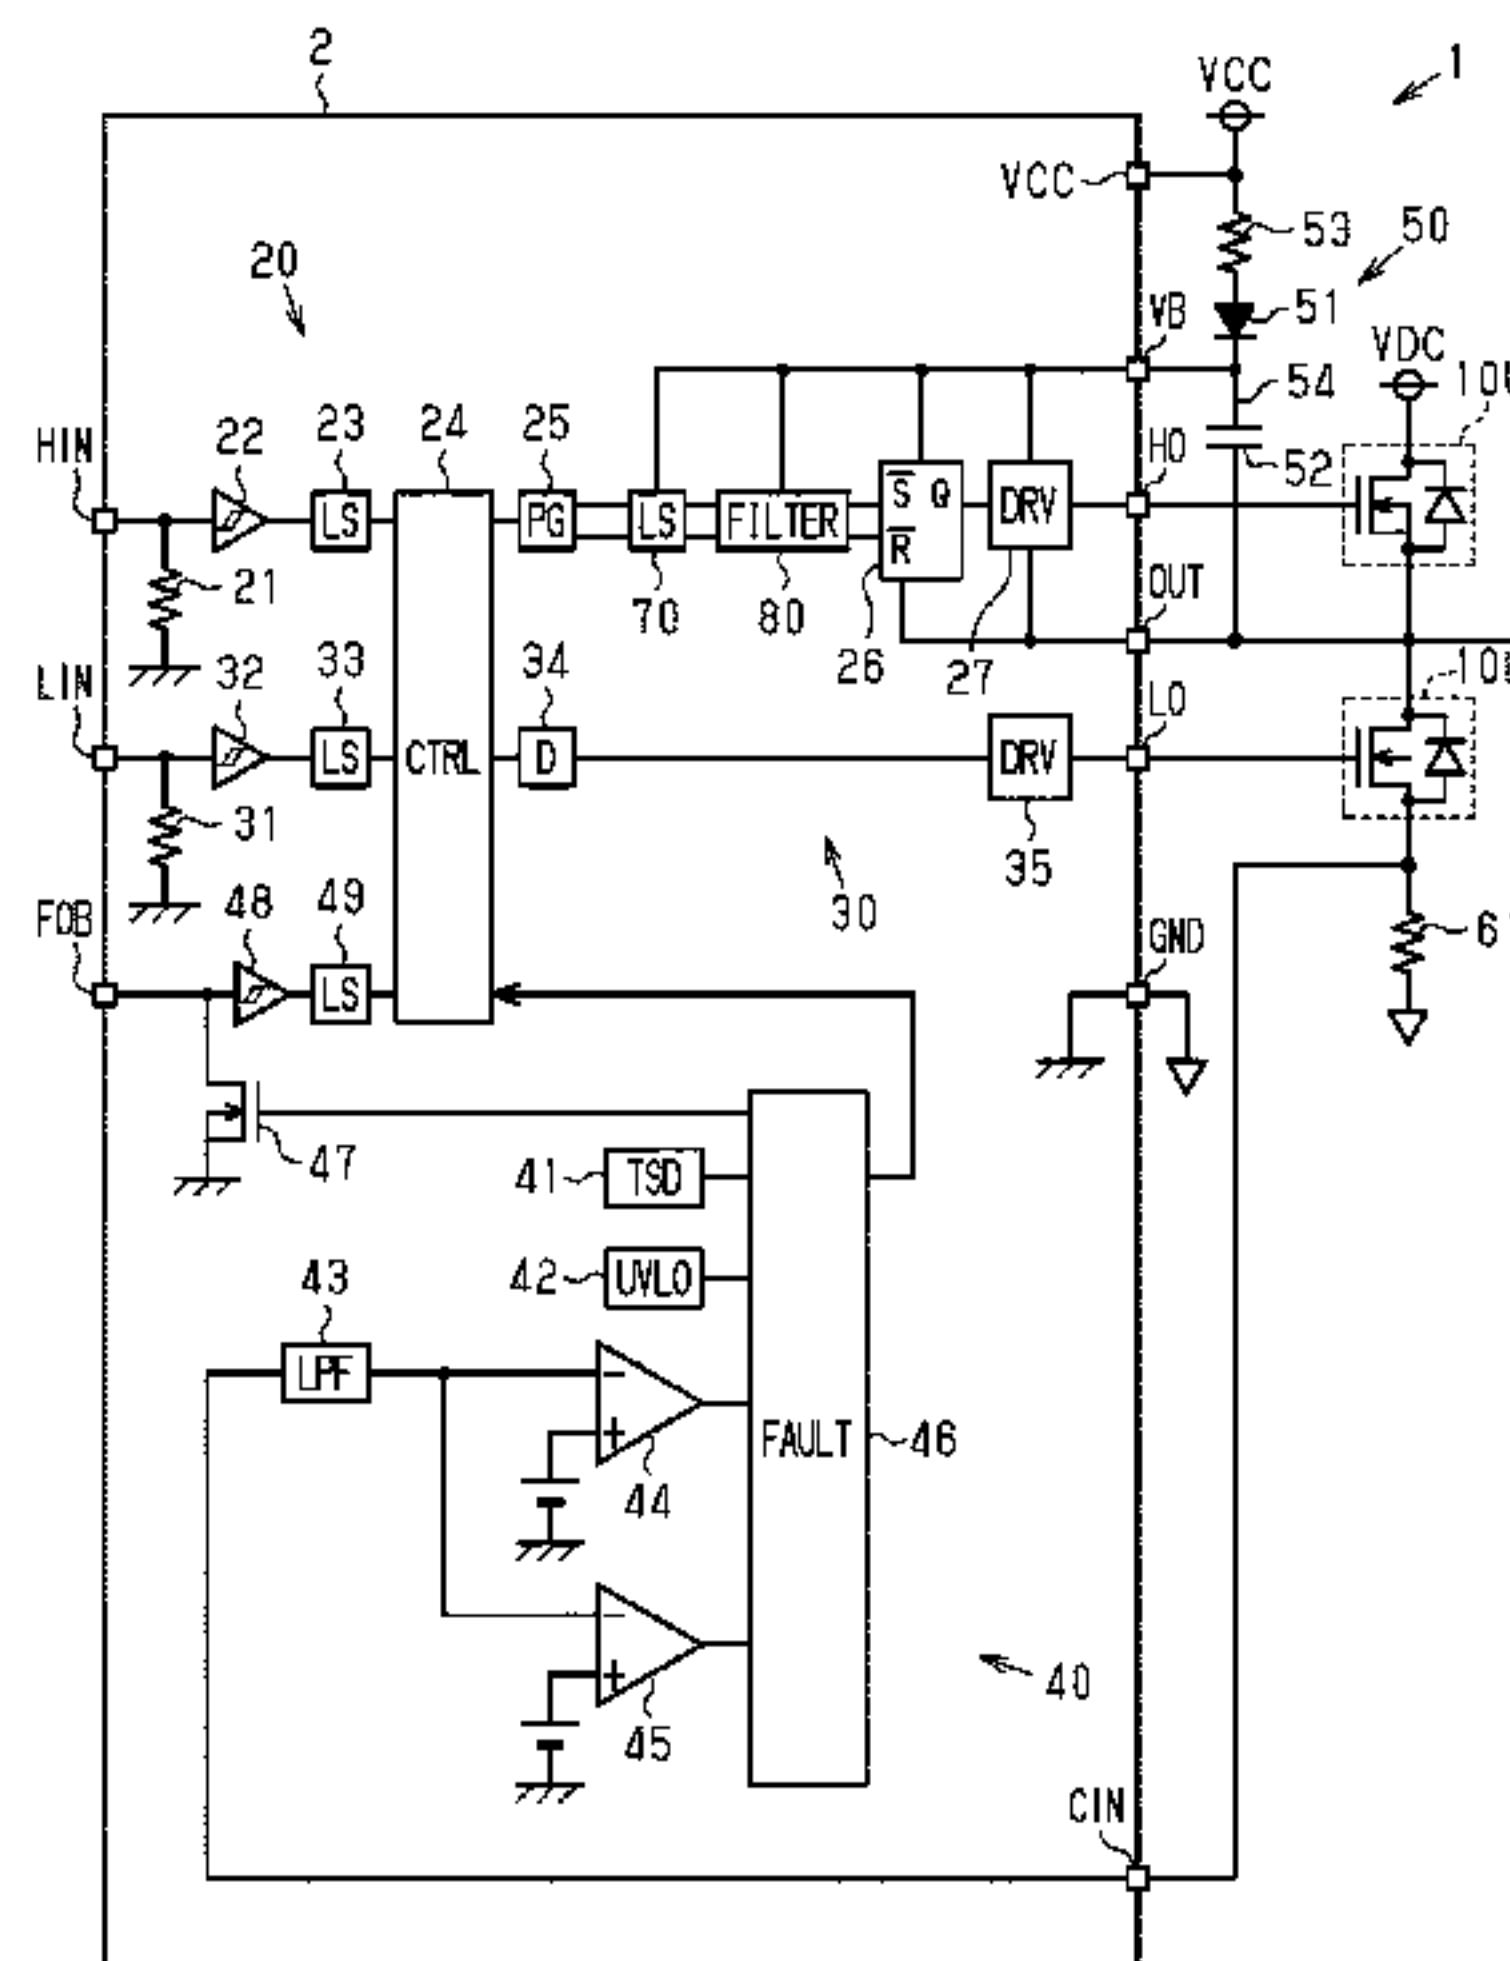 2
1
VCC
VCC
53
50
20
VB
51
VDC
54
HIN
22
23
24
25
HO
52
LS
PG
LS
FILTER
S Q
R
DRV
21
70
80
OUT
26
27
LIN
32
33
34
LO
LS
CTRL
D
DRV
31
35
30
FOB
48
49
GND
LS
47
41
TSD
42
UVLO
43
LPF
−
+
44
FAULT
46
−
+
45
40
CIN